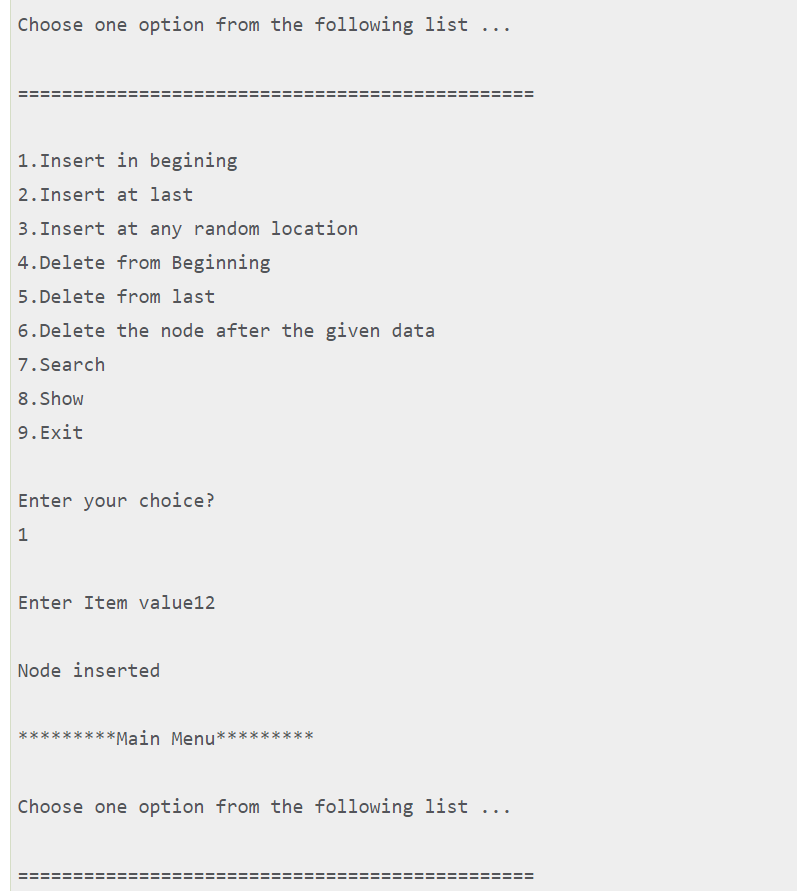 Choose one option from the following list ...
===============================================
1.Insert in begining
2.Insert at last
3.Insert at any random location
4.Delete from Beginning
5.Delete from last
6.Delete the node after the given data
7.Search
8.Show
9.Exit
Enter your choice?
1
Enter Item value12
Node inserted
*********Main Menu*********
Choose one option from the following list ...
===============================================